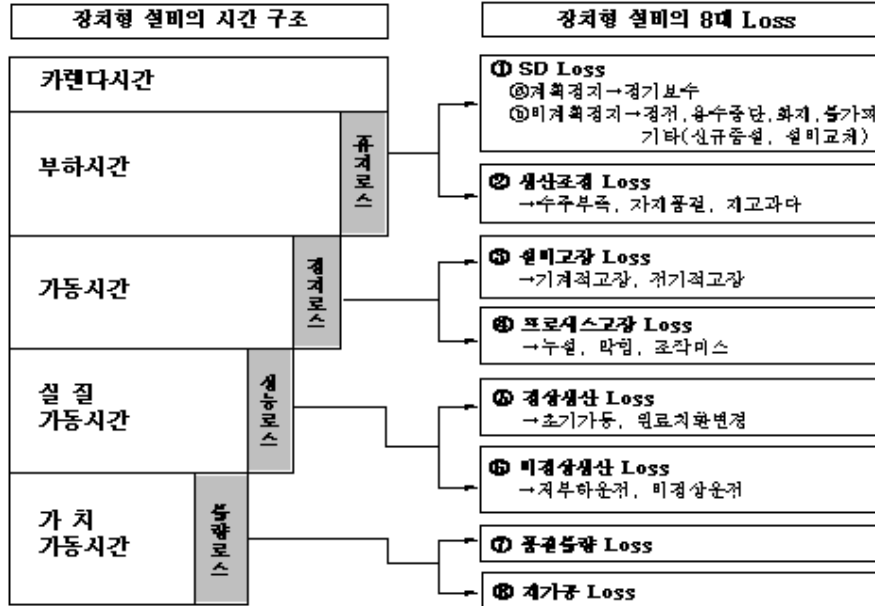 장치형 설비의 시간 구조
장치형 설비의 8대 Loss
카렌다시간
부하시간
가동시간
실 질
가동시간
가 치
가동시간
휴지로스
정지로스
성능로스
불량로스
① SD Loss
ⓐ계획정지→정기보수
ⓑ미계획정지→정전,용수중단,화재,불가피
기타(신규증설, 설비교체)
② 생산조정 Loss
→수주부족, 자재품절, 재고과다
③ 설비고장 Loss
→기계적고장, 전기적고장
④ 프로세스고장 Loss
→누설, 막힘, 조작미스
정상생산 Loss
→초기가동, 원료치환변경
비정상생산 Loss
→저부하운전, 비정상운전
⑦ 품질불량 Loss
⑧ 재가공 Loss